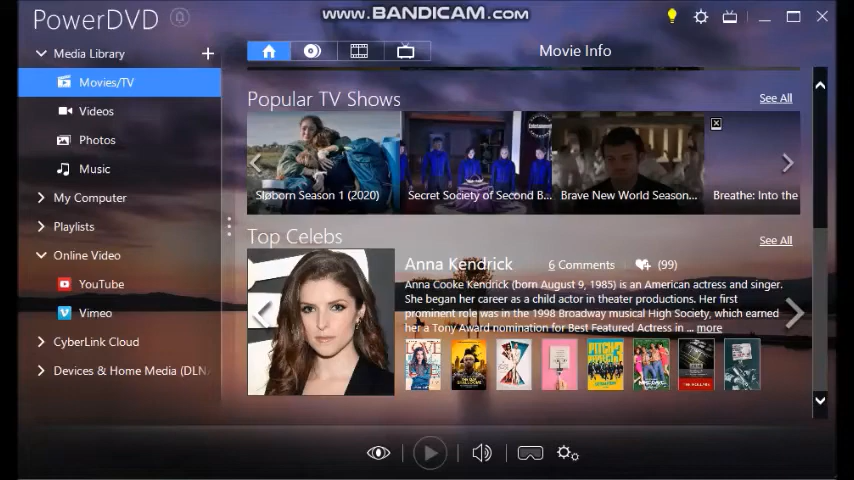 www.BANDICAM.com
PowerDVD
Media Library
Movies/TV
Videos
Photos
Music
My Computer
Playlists
Online Video
YouTube
Vimeo
CyberLink Cloud
Devices & Home Media (DLN
Movie Info
Popular TV Shows
See All
Sløborn Season 1 (2020)
Secret Society of Second B...
Brave New World Season...
Breathe: Into the
Top Celebs
See All
Anna Kendrick
6 Comments
(99)
Anna Cooke Kendrick (born August 9, 1985) is an American actress and singer.
She began her career as a child actor in theater productions. Her first
prominent role was in the 1998 Broadway musical High Society, which earned
her a Tony Award nomination for Best Featured Actress in ... more